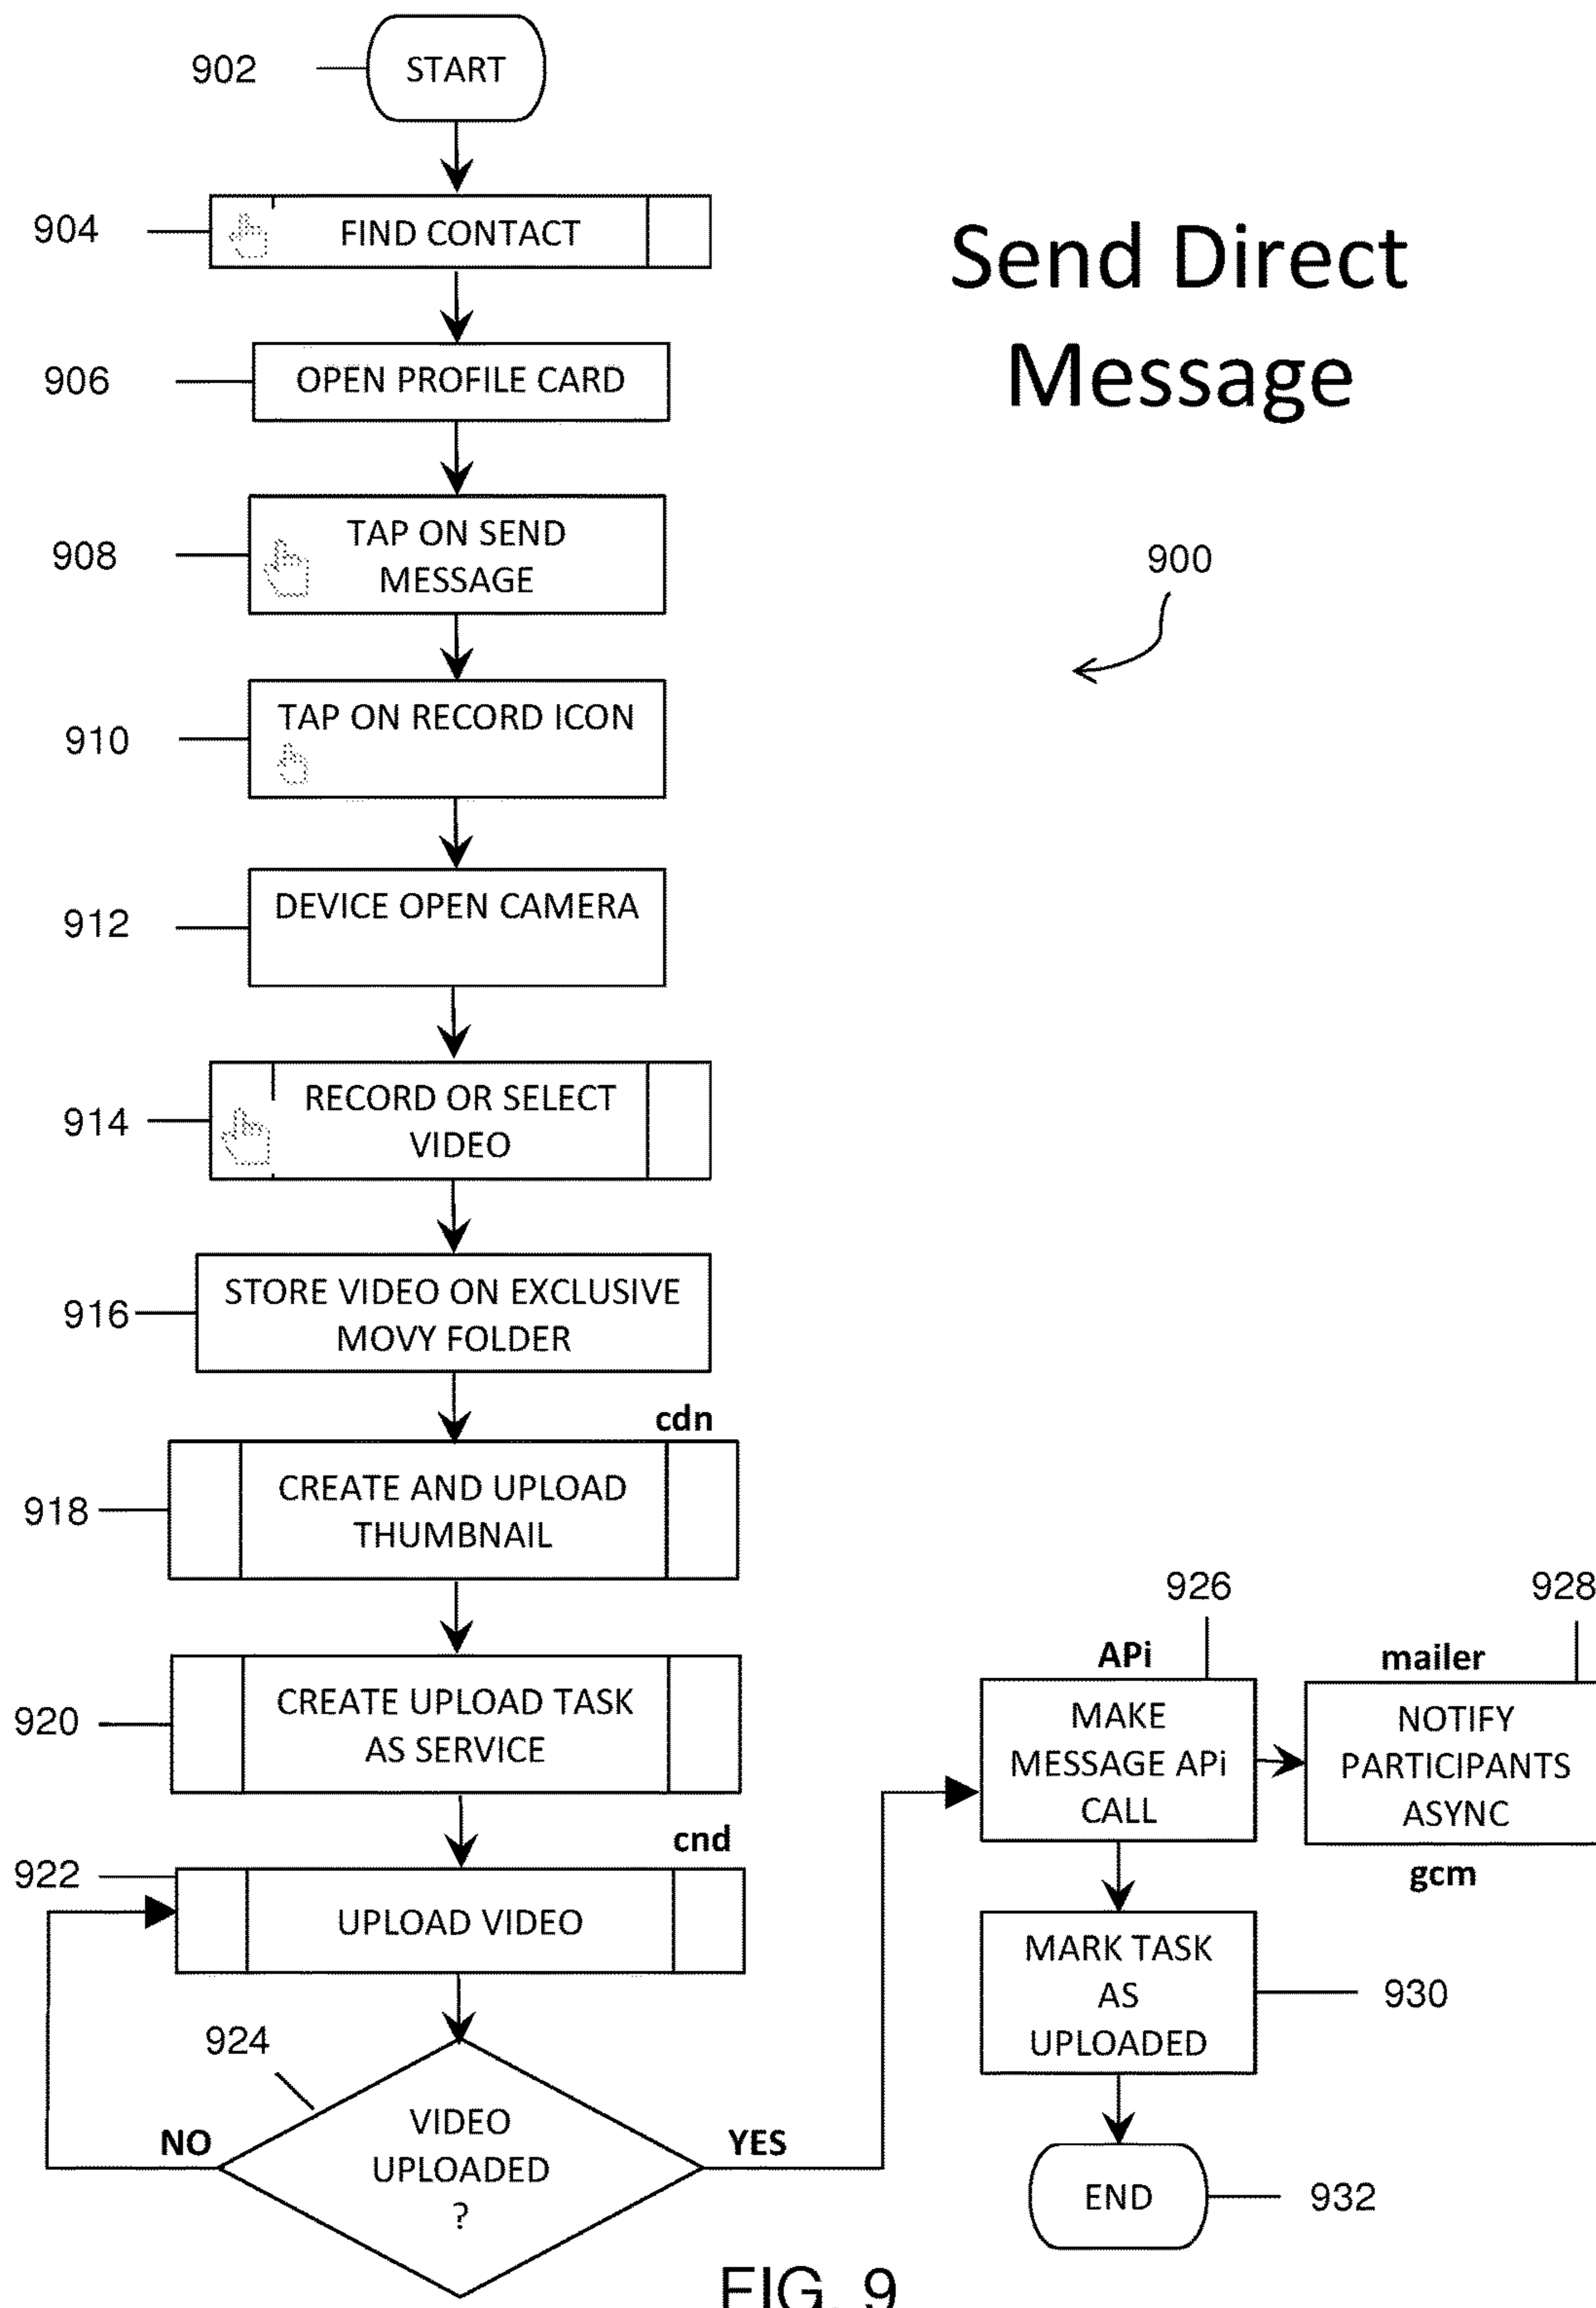 902
START
904
FIND CONTACT
Send Direct
Message
906
OPEN PROFILE CARD
908
TAP ON SEND
MESSAGE
900
910
TAP ON RECORD ICON
912
DEVICE OPEN CAMERA
914
RECORD OR SELECT
VIDEO
916
STORE VIDEO ON EXCLUSIVE
MOVY FOLDER
cdn
918
CREATE AND UPLOAD
THUMBNAIL
920
CREATE UPLOAD TASK
AS SERVICE
cnd
922
UPLOAD VIDEO
924
VIDEO
UPLOADED
?
NO
YES
926
APi
MAKE
MESSAGE APi
CALL
928
mailer
NOTIFY
PARTICIPANTS
ASYNC
gcm
MARK TASK
AS
UPLOADED
930
END
932
FIG. 9